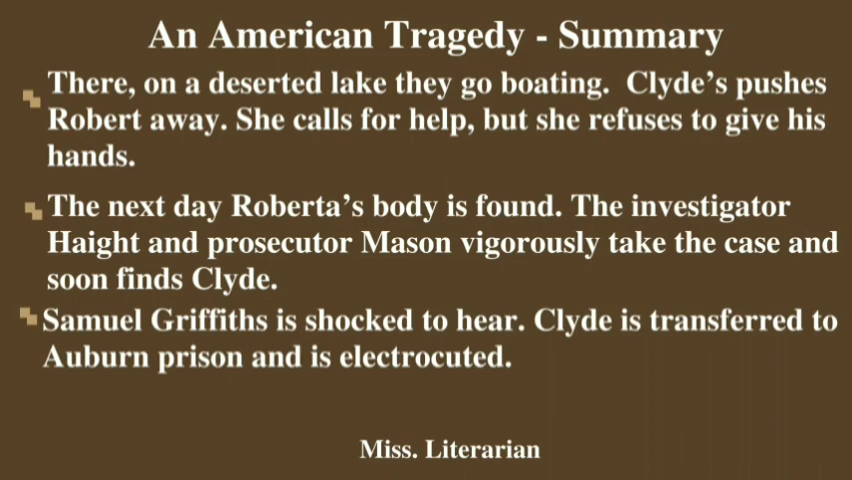 An American Tragedy - Summary
There, on a deserted lake they go boating.  Clyde's pushes
Robert away. She calls for help, but she refuses to give his
hands.
The next day Roberta's body is found. The investigator
Haight and prosecutor Mason vigorously take the case and
soon finds Clyde.
Samuel Griffiths is shocked to hear. Clyde is transferred to
Auburn prison and is electrocuted.
Miss. Literarian